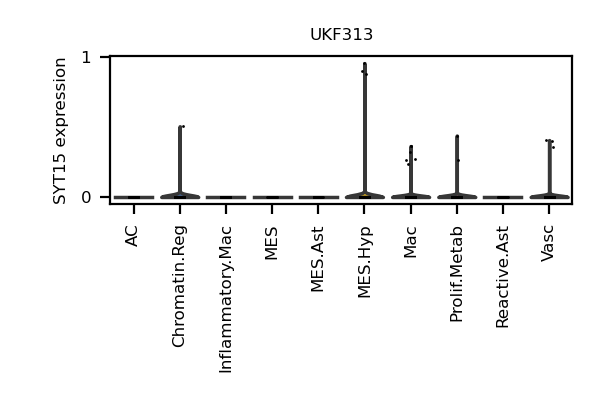 UKF313
SYT15 expression
1
0
AC
Chromatin.Reg
Inflammatory.Mac
MES
MES.Ast
MES.Hyp
Mac
Prolif.Metab
Reactive.Ast
Vasc